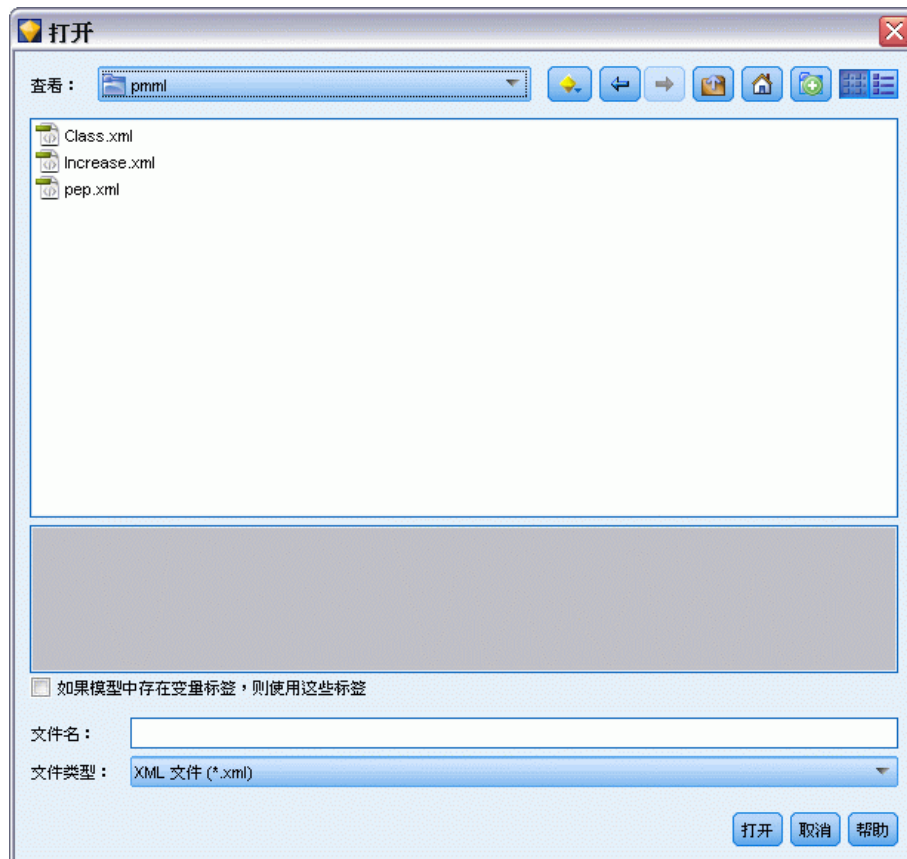 打开
查看： pmml
Class.xml
Increase.xml
pep.xml
如果模型中存在变量标签，则使用这些标签
文件名：
文件类型： XML 文件 (*.xml)
打开 取消 帮助